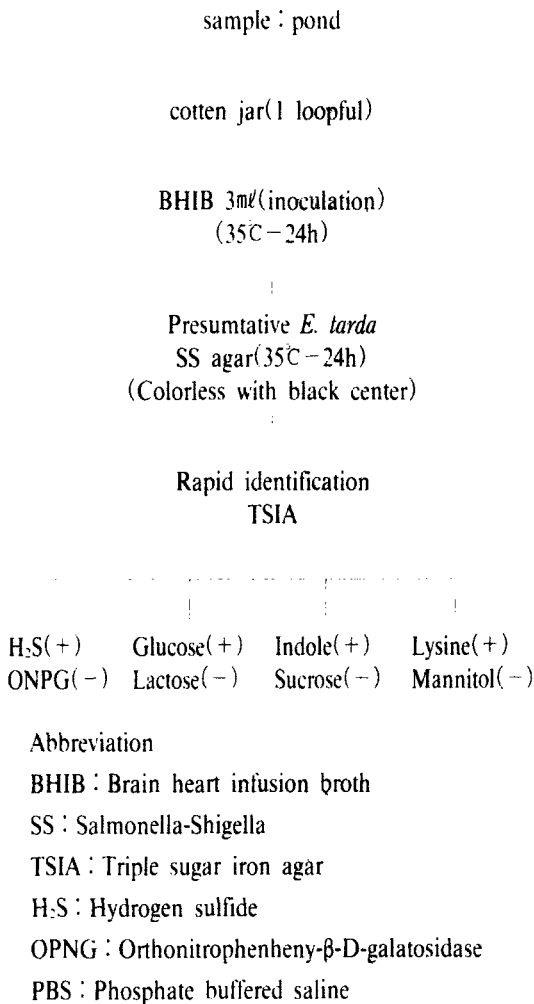 sample : pond
cotten jar(1 loopful)
BHIB 3mℓ(inoculation)
(35℃-24h)
Presumtative E. tarda
SS agar(35℃-24h)
(Colorless with black center)
Rapid identification
TSIA
H₂S(+) Glucose(+) Indole(+) Lysine(+)
ONPG(-) Lactose(-) Sucrose(-) Mannitol(-)
Abbreviation
BHIB : Brain heart infusion broth
SS : Salmonella-Shigella
TSIA : Triple sugar iron agar
H₂S : Hydrogen sulfide
OPNG : Orthonitrophenheny-β-D-galatosidase
PBS : Phosphate buffered saline